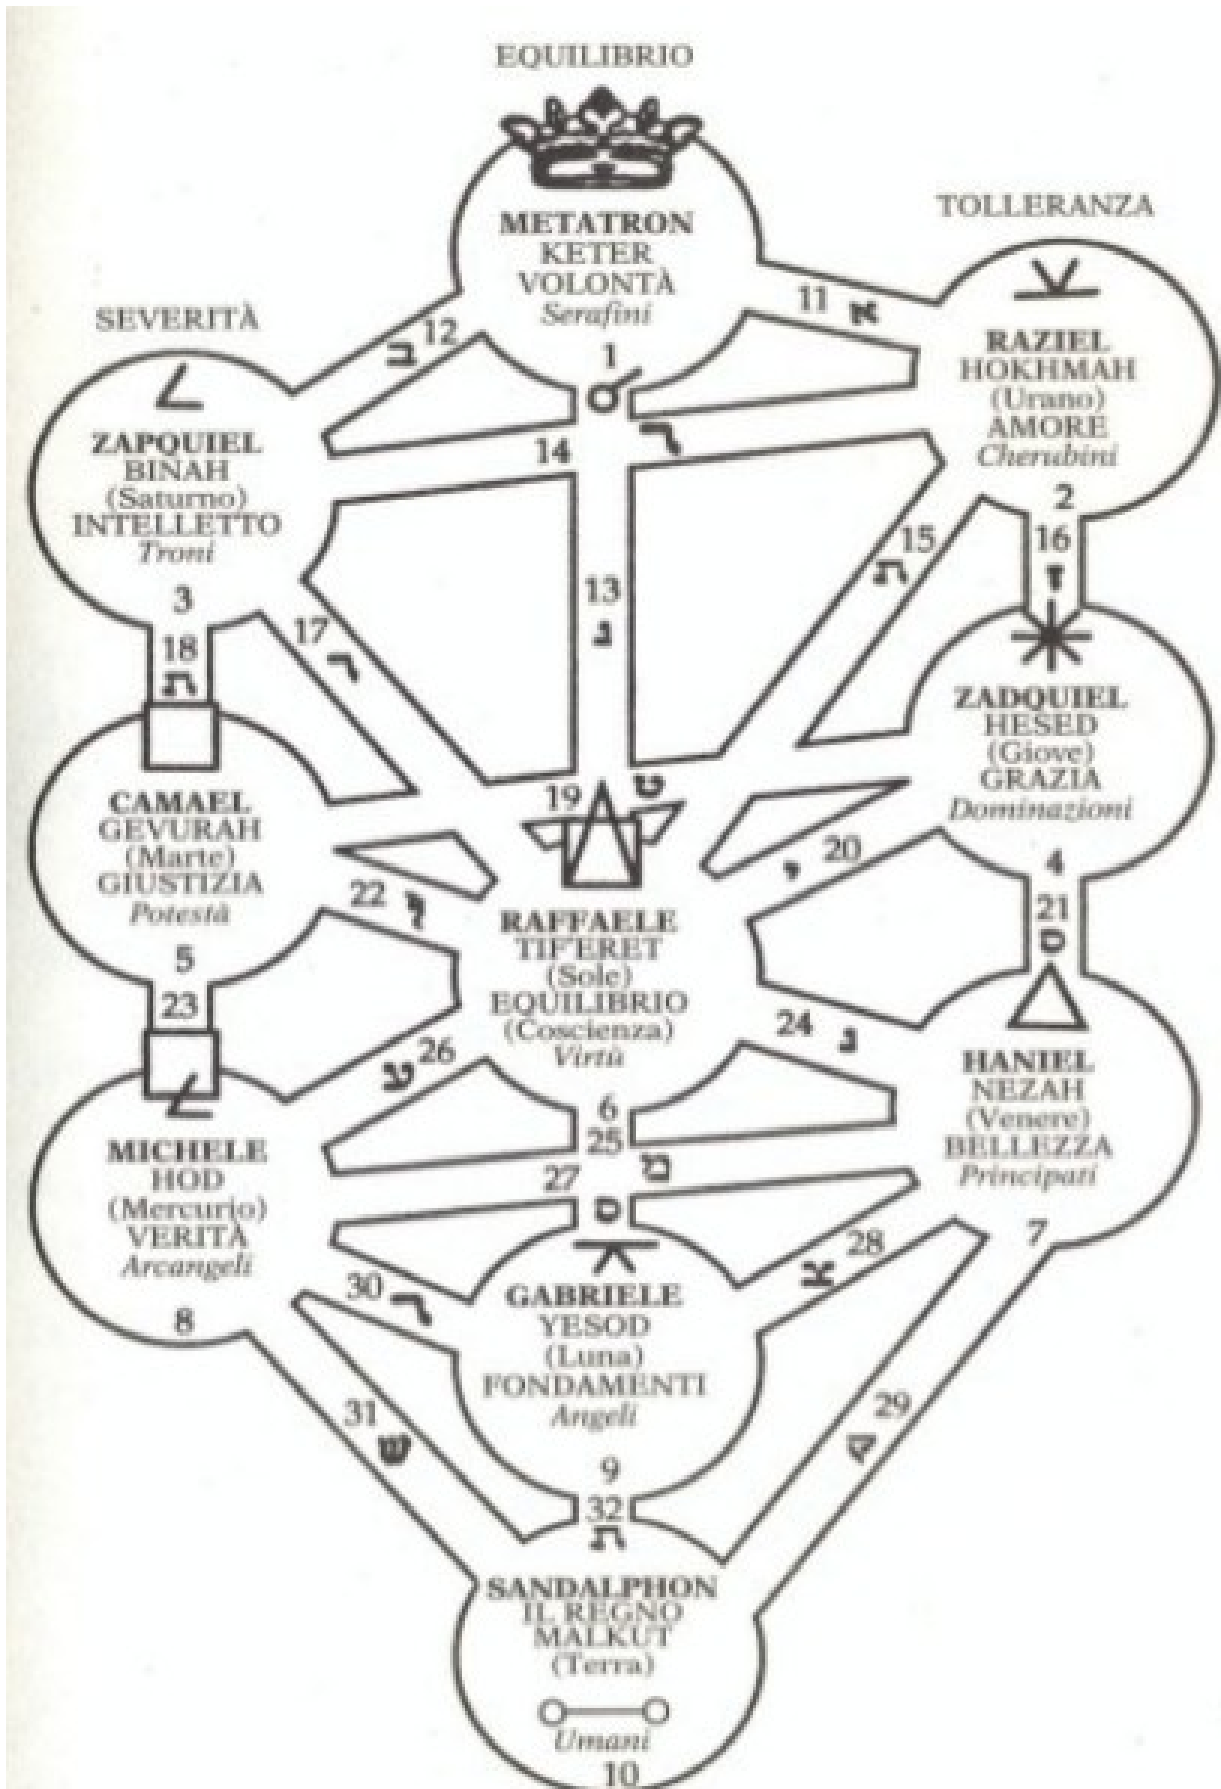 EQUILIBRIO
METATRON
KETER
VOLONTÀ
Serafini
1
TOLLERANZA
RAZIEL
HOKHMAH
(Urano)
AMORE
Cherubini
2
SEVERITÀ
ZAPQUIEL
BINAH
(Saturno)
INTELLETTO
Troni
3
11 א
12 ב
13
14
15
16
17
18
ZADQUIEL
HESED
(Giove)
GRAZIA
Dominazioni
4
CAMAEL
GEVURAH
(Marte)
GIUSTIZIA
Potestà
5
19 ט
20 י
21
22
23
RAFFAELE
TIF'ERET
(Sole)
EQUILIBRIO
(Coscienza)
Virtù
6
24
25
26
27
HANIEL
NEZAH
(Venere)
BELLEZZA
Principati
7
MICHELE
HOD
(Mercurio)
VERITÀ
Arcangeli
8
28
29
30
31 ש
GABRIELE
YESOD
(Luna)
FONDAMENTI
Angeli
9
32 ת
SANDALPHON
IL REGNO
MALKUT
(Terra)
Umani
10